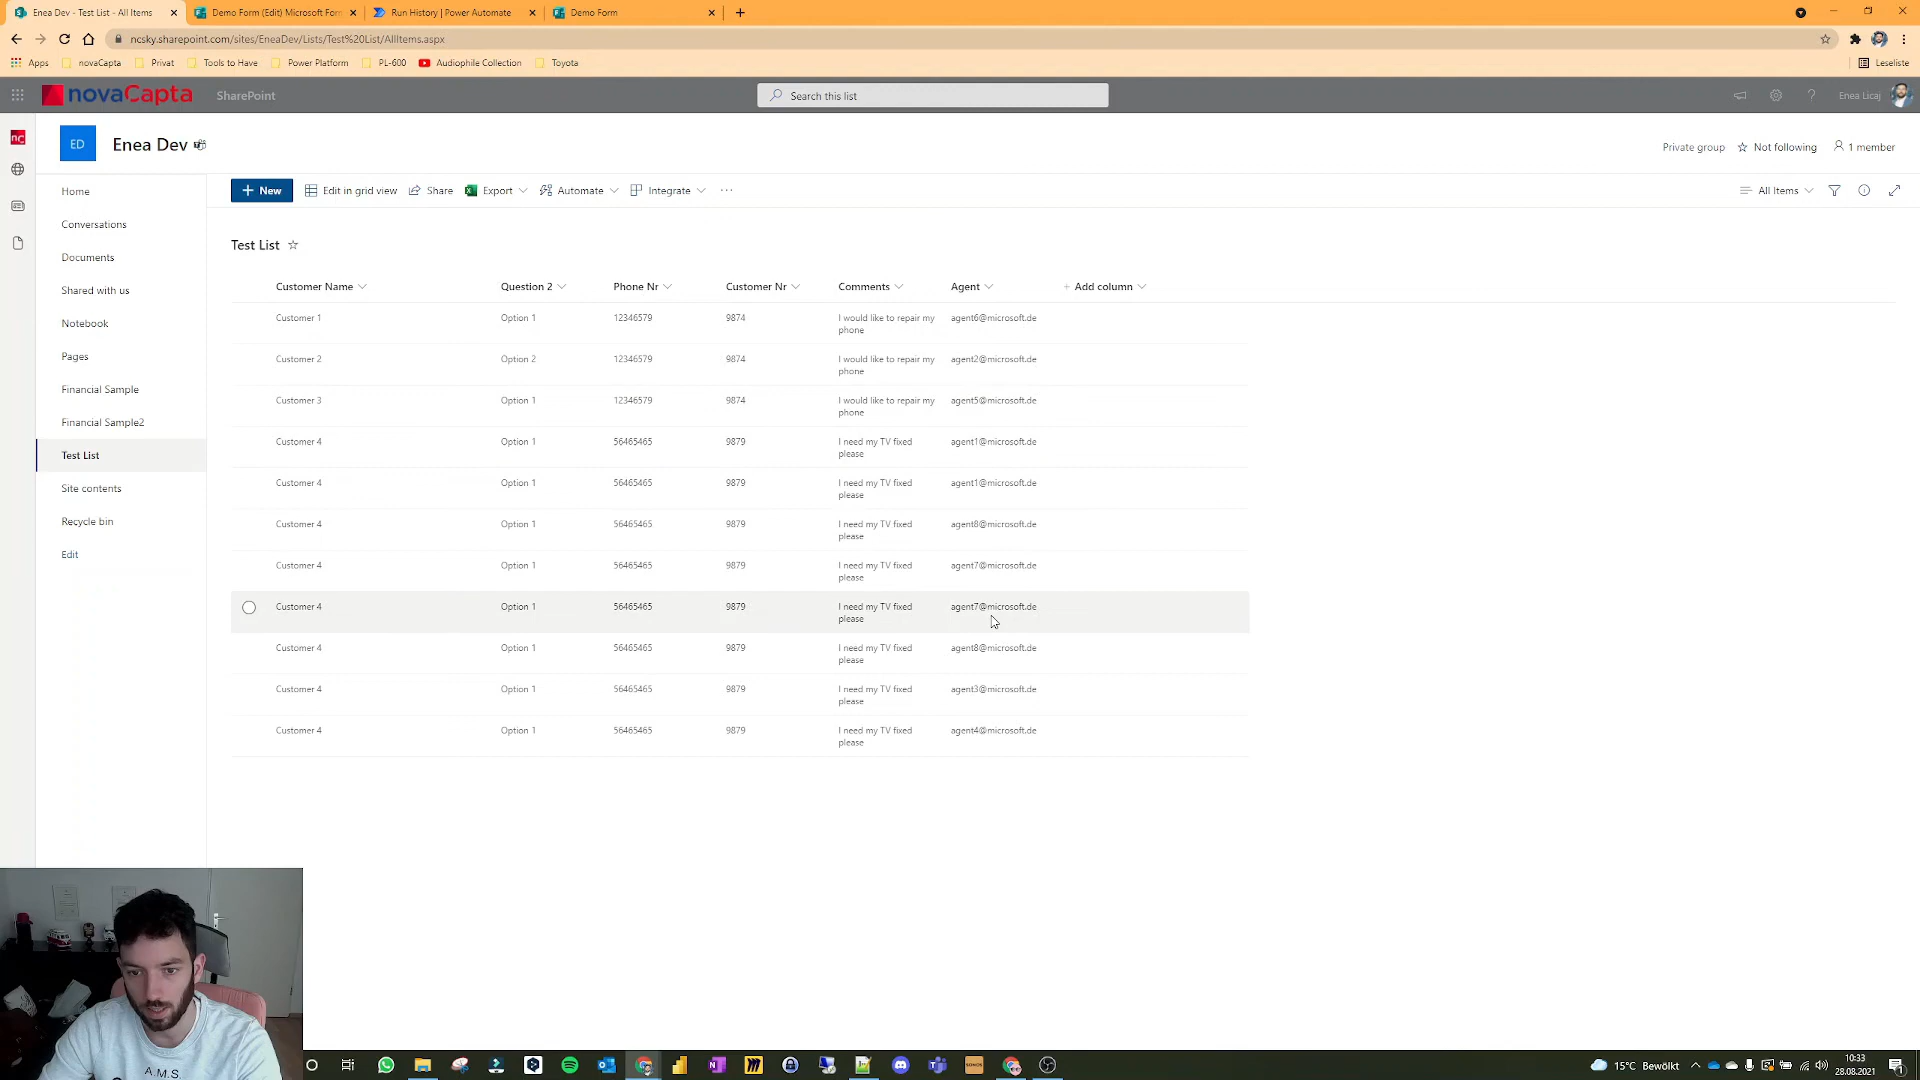 Enea Dev - Test List - All Items
Demo Form (Edit) Microsoft For
Run History | Power Automate
Demo Form
ncsky.sharepoint.com/sites/EneaDev/Lists/Test%20List/AllItems.aspx
Apps
novaCapta
Privat
Tools to Have
Power Platform
PL-600
Audiophile Collection
Toyota
Leseliste
novaCapta
SharePoint
Search this list
Enea Licaj
nc
ED
Enea Dev
Private group
Not following
1 member
Home
Conversations
Documents
Shared with us
Notebook
Pages
Financial Sample
Financial Sample2
Test List
Site contents
Recycle bin
Edit
New
Edit in grid view
Share
Export
Automate
Integrate
All Items
Test List
Customer Name Question 2 Phone Nr Customer Nr Comments Agent + Add column
Customer 1 Option 1 12346579 9874 I would like to repair my agent6@microsoft.de
phone
Customer 2 Option 2 12346579 9874 I would like to repair my agent2@microsoft.de
phone
Customer 3 Option 1 12346579 9874 I would like to repair my agent5@microsoft.de
phone
Customer 4 Option 1 56465465 9879 I need my TV fixed agent1@microsoft.de
please
Customer 4 Option 1 56465465 9879 I need my TV fixed agent1@microsoft.de
please
Customer 4 Option 1 56465465 9879 I need my TV fixed agent8@microsoft.de
please
Customer 4 Option 1 56465465 9879 I need my TV fixed agent7@microsoft.de
please
Customer 4 Option 1 56465465 9879 I need my TV fixed agent7@microsoft.de
please
Customer 4 Option 1 56465465 9879 I need my TV fixed agent8@microsoft.de
please
Customer 4 Option 1 56465465 9879 I need my TV fixed agent3@microsoft.de
please
Customer 4 Option 1 56465465 9879 I need my TV fixed agent4@microsoft.de
please
A.M.S.
SONOS
15°C Bewölkt
10:33
28.08.2021